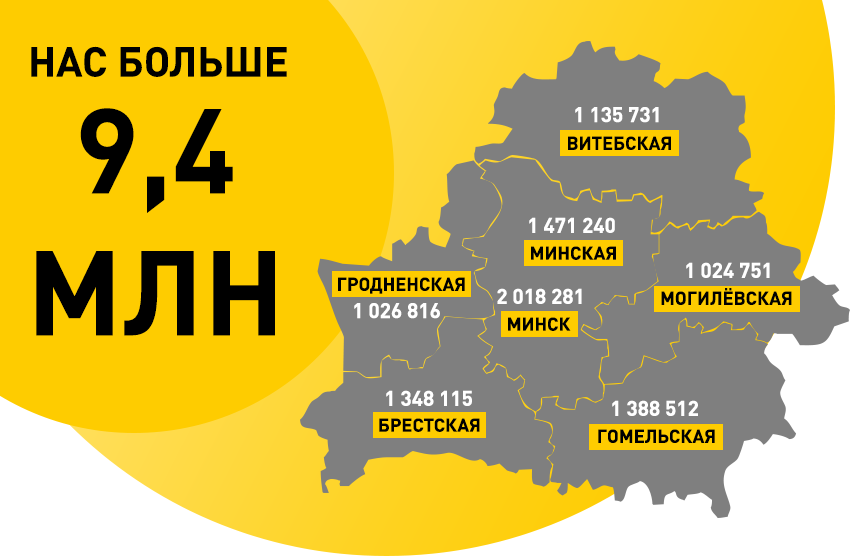 НАС БОЛЬШЕ
9,4
МЛН
1 135 731
ВИТЕБСКАЯ
1 471 240
МИНСКАЯ
1 024 751
МОГИЛЁВСКАЯ
ГРОДНЕНСКАЯ
1 026 816
2 018 281
МИНСК
1 348 115
БРЕСТСКАЯ
1 388 512
ГОМЕЛЬСКАЯ